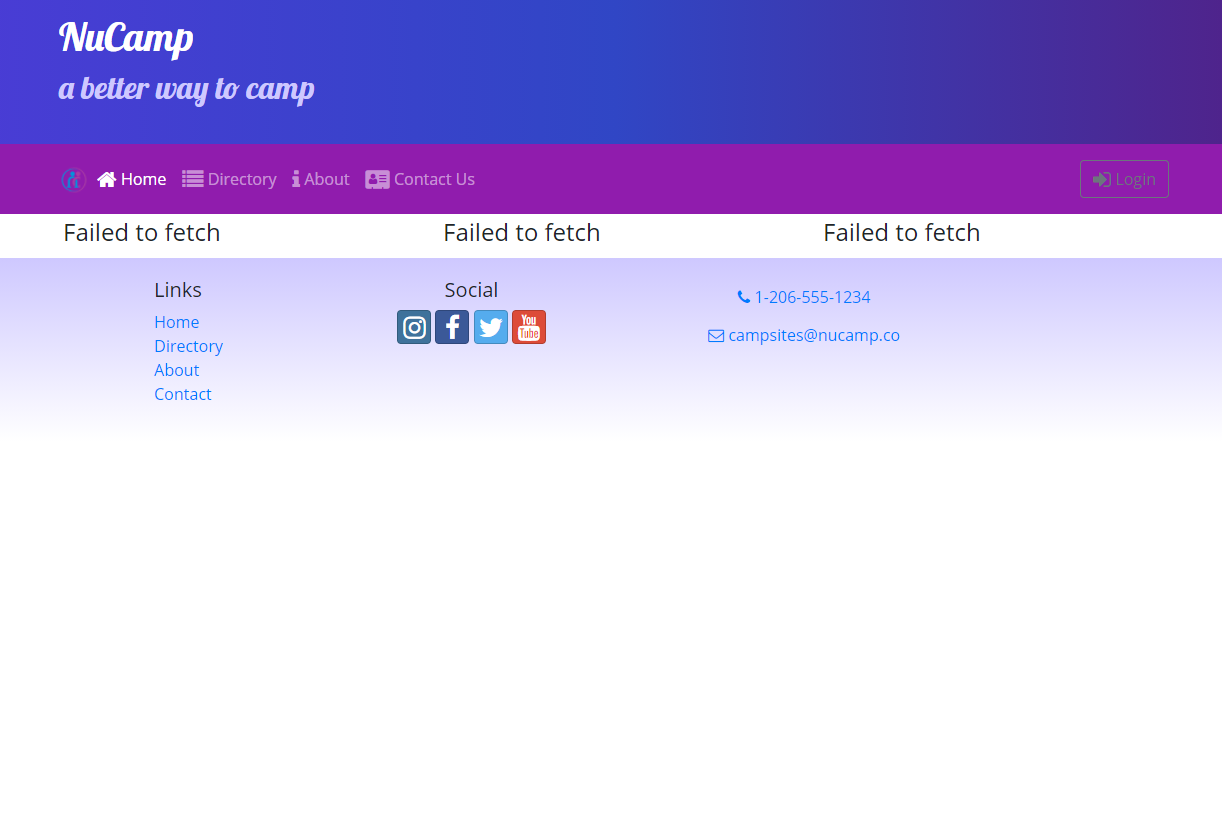 NuCamp
a better way to camp
Home Directory About Contact Us Login
Failed to fetch Failed to fetch Failed to fetch
Links Social
Home
Directory
About
Contact
You
Tube
1-206-555-1234
campsites@nucamp.co